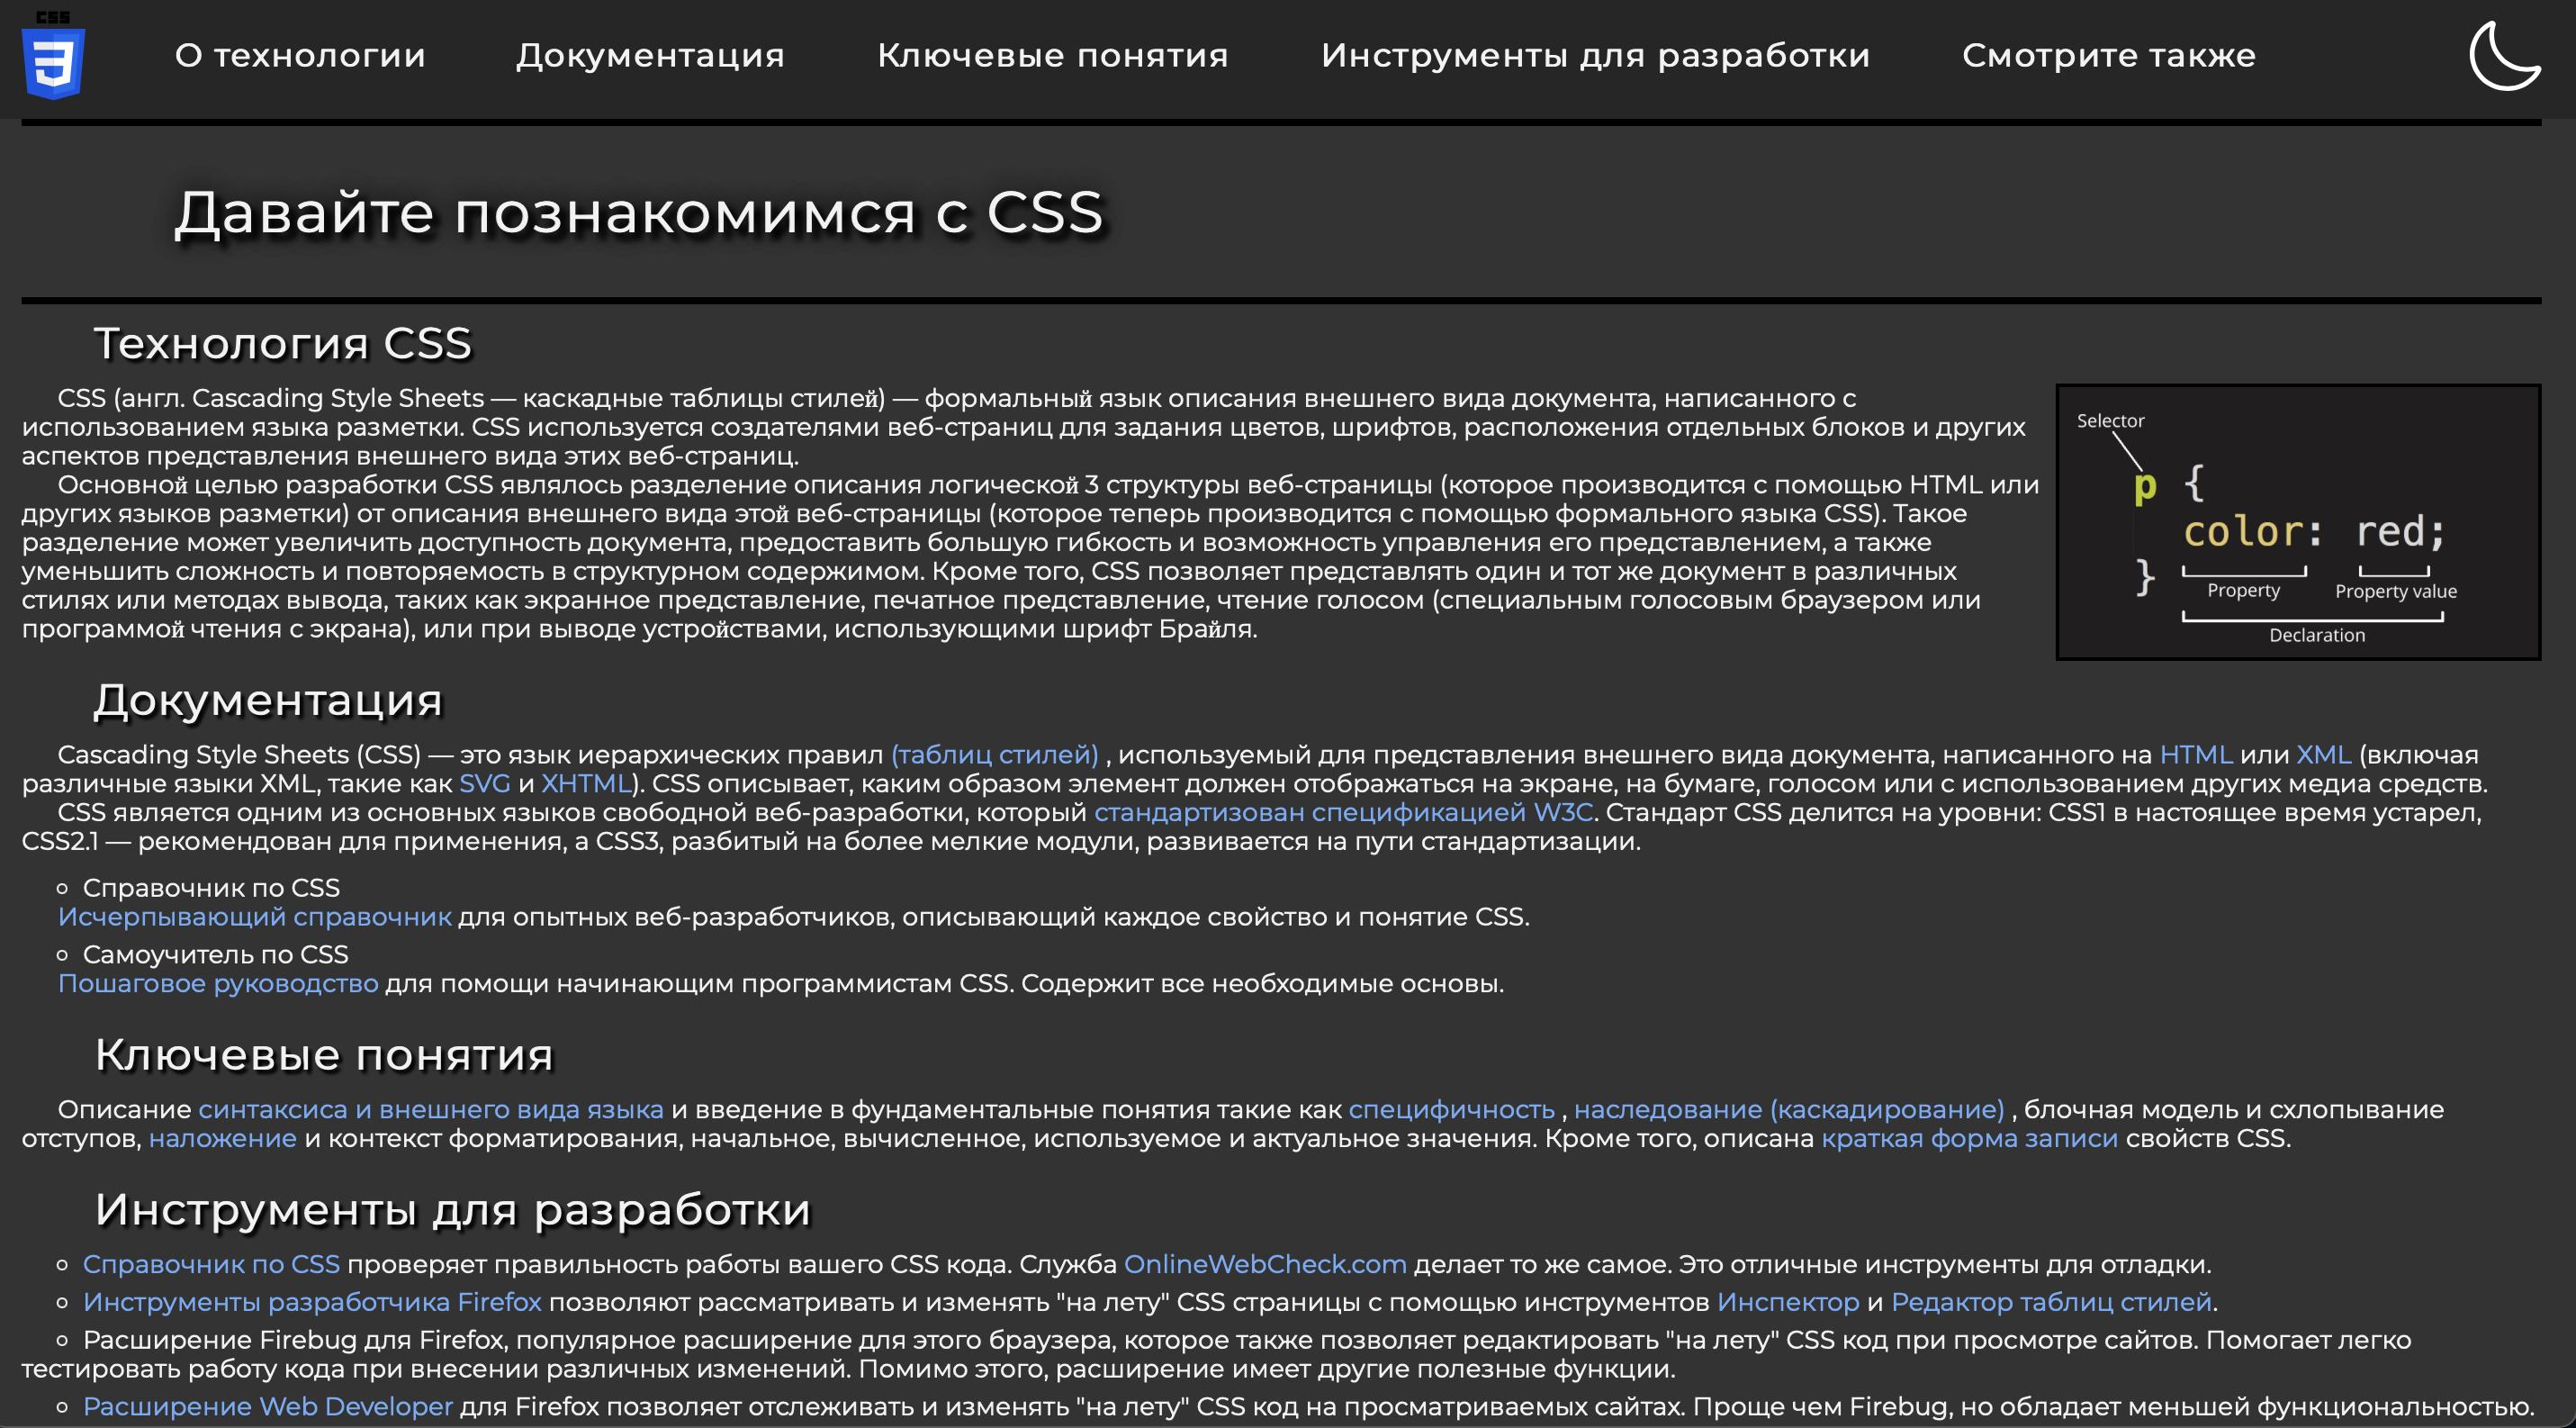 CSS
О технологии
Документация
Ключевые понятия
Инструменты для разработки
Смотрите также
Давайте познакомимся с CSS
Технология CSS
CSS (англ. Cascading Style Sheets — каскадные таблицы стилей) — формальный язык описания внешнего вида документа, написанного с
использованием языка разметки. CSS используется создателями веб-страниц для задания цветов, шрифтов, расположения отдельных блоков и других
аспектов представления внешнего вида этих веб-страниц.
Основной целью разработки CSS являлось разделение описания логической 3 структуры веб-страницы (которое производится с помощью HTML или
других языков разметки) от описания внешнего вида этой веб-страницы (которое теперь производится с помощью формального языка CSS). Такое
разделение может увеличить доступность документа, предоставить большую гибкость и возможность управления его представлением, а также
уменьшить сложность и повторяемость в структурном содержимом. Кроме того, CSS позволяет представлять один и тот же документ в различных
стилях или методах вывода, таких как экранное представление, печатное представление, чтение голосом (специальным голосовым браузером или
программой чтения с экрана), или при выводе устройствами, использующими шрифт Брайля.
Selector
p {
color: red;
}
Property
Property value
Declaration
Документация
Cascading Style Sheets (CSS) — это язык иерархических правил (таблиц стилей) , используемый для представления внешнего вида документа, написанного на HTML или XML (включая
различные языки XML, такие как SVG и XHTML). CSS описывает, каким образом элемент должен отображаться на экране, на бумаге, голосом или с использованием других медиа средств.
CSS является одним из основных языков свободной веб-разработки, который стандартизован спецификацией W3C. Стандарт CSS делится на уровни: CSS1 в настоящее время устарел,
CSS2.1 — рекомендован для применения, а CSS3, разбитый на более мелкие модули, развивается на пути стандартизации.
Справочник по CSS
Исчерпывающий справочник для опытных веб-разработчиков, описывающий каждое свойство и понятие CSS.
Самоучитель по CSS
Пошаговое руководство для помощи начинающим программистам CSS. Содержит все необходимые основы.
Ключевые понятия
Описание синтаксиса и внешнего вида языка и введение в фундаментальные понятия такие как специфичность , наследование (каскадирование) , блочная модель и схлопывание
отступов, наложение и контекст форматирования, начальное, вычисленное, используемое и актуальное значения. Кроме того, описана краткая форма записи свойств CSS.
Инструменты для разработки
Справочник по CSS проверяет правильность работы вашего CSS кода. Служба OnlineWebCheck.com делает то же самое. Это отличные инструменты для отладки.
Инструменты разработчика Firefox позволяют рассматривать и изменять "на лету" CSS страницы с помощью инструментов Инспектор и Редактор таблиц стилей.
Расширение Firebug для Firefox, популярное расширение для этого браузера, которое также позволяет редактировать "на лету" CSS код при просмотре сайтов. Помогает легко
тестировать работу кода при внесении различных изменений. Помимо этого, расширение имеет другие полезные функции.
Расширение Web Developer для Firefox позволяет отслеживать и изменять "на лету" CSS код на просматриваемых сайтах. Проще чем Firebug, но обладает меньшей функциональностью.